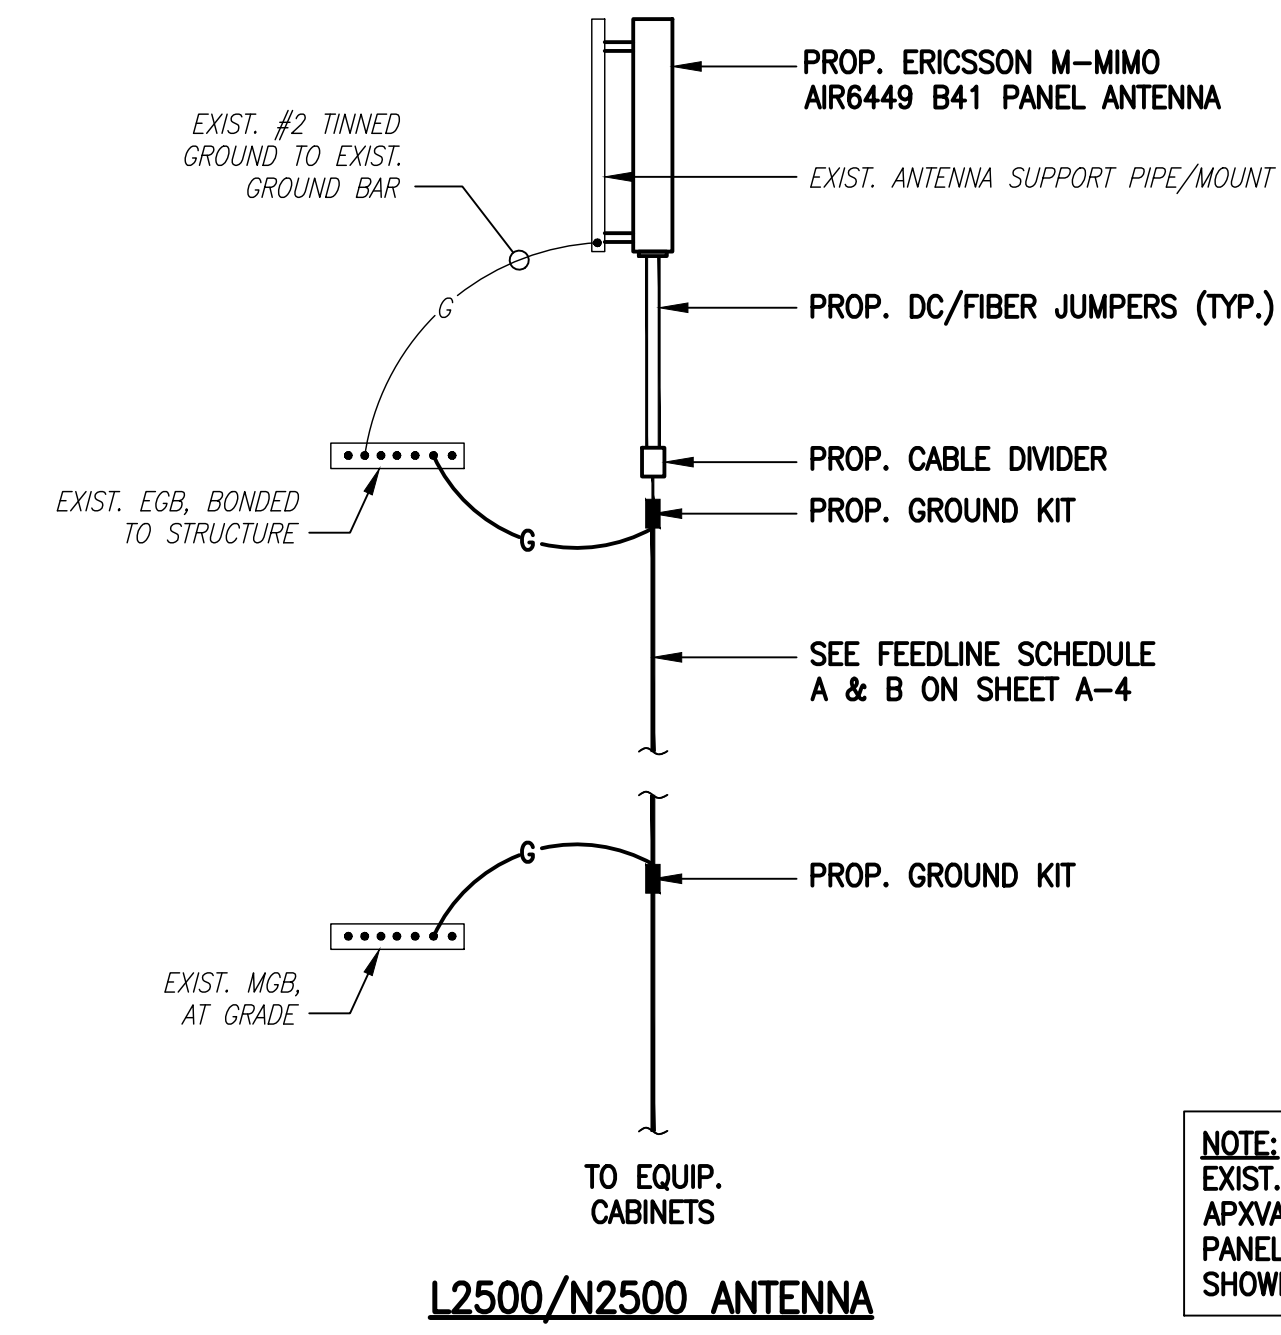 PROP. ERICSSON M-MIMO
AIR6449 B41 PANEL ANTENNA
EXIST. #2 TINNED
GROUND TO EXIST.
GROUND BAR
EXIST. ANTENNA SUPPORT PIPE/MOUNT
G
PROP. DC/FIBER JUMPERS (TYP.)
PROP. CABLE DIVIDER
EXIST. EGB, BONDED
TO STRUCTURE
PROP. GROUND KIT
G
SEE FEEDLINE SCHEDULE
A & B ON SHEET A-4
G
PROP. GROUND KIT
EXIST. MGB,
AT GRADE
TO EQUIP.
CABINETS
NOTE:
EXIST.
PANEL
L2500/N2500 ANTENNA